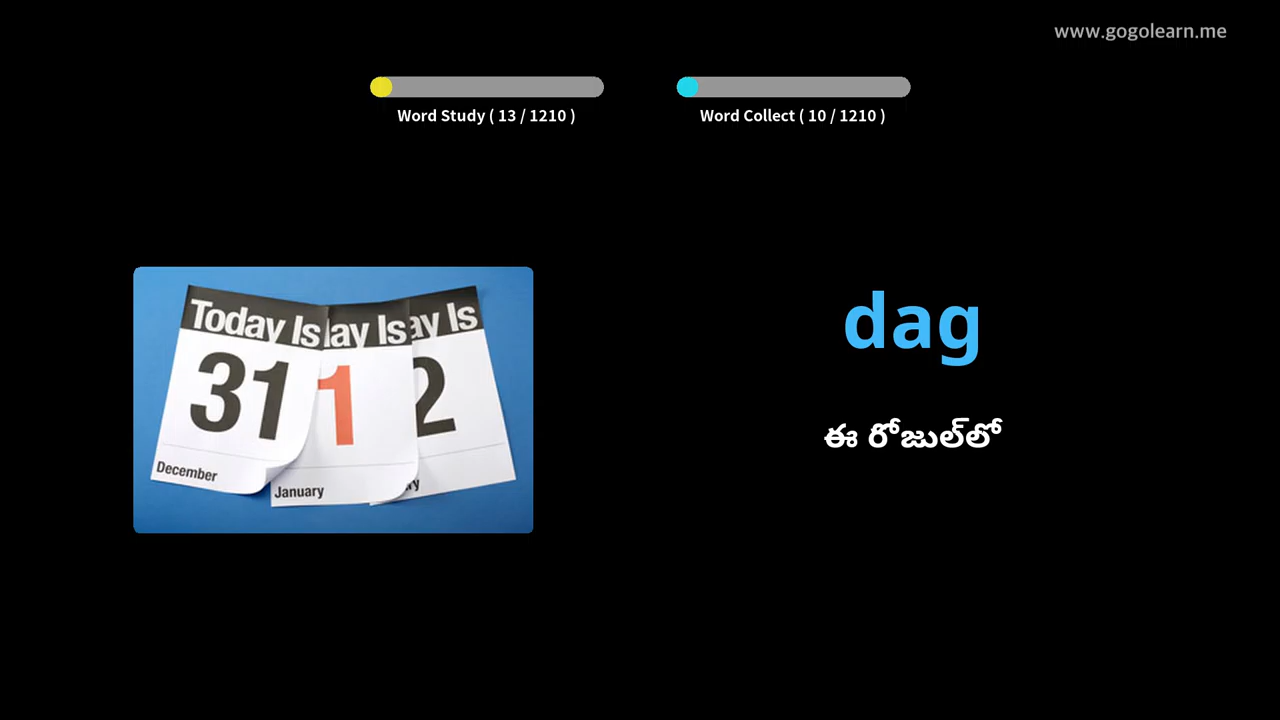 www.gogolearn.me
Word Study ( 13 / 1210 )
Word Collect ( 10 / 1210 )
Today Is
ay Is
ay Is
31
1
2
December
January
ry
dag
ఈ రోజుల్‌లో